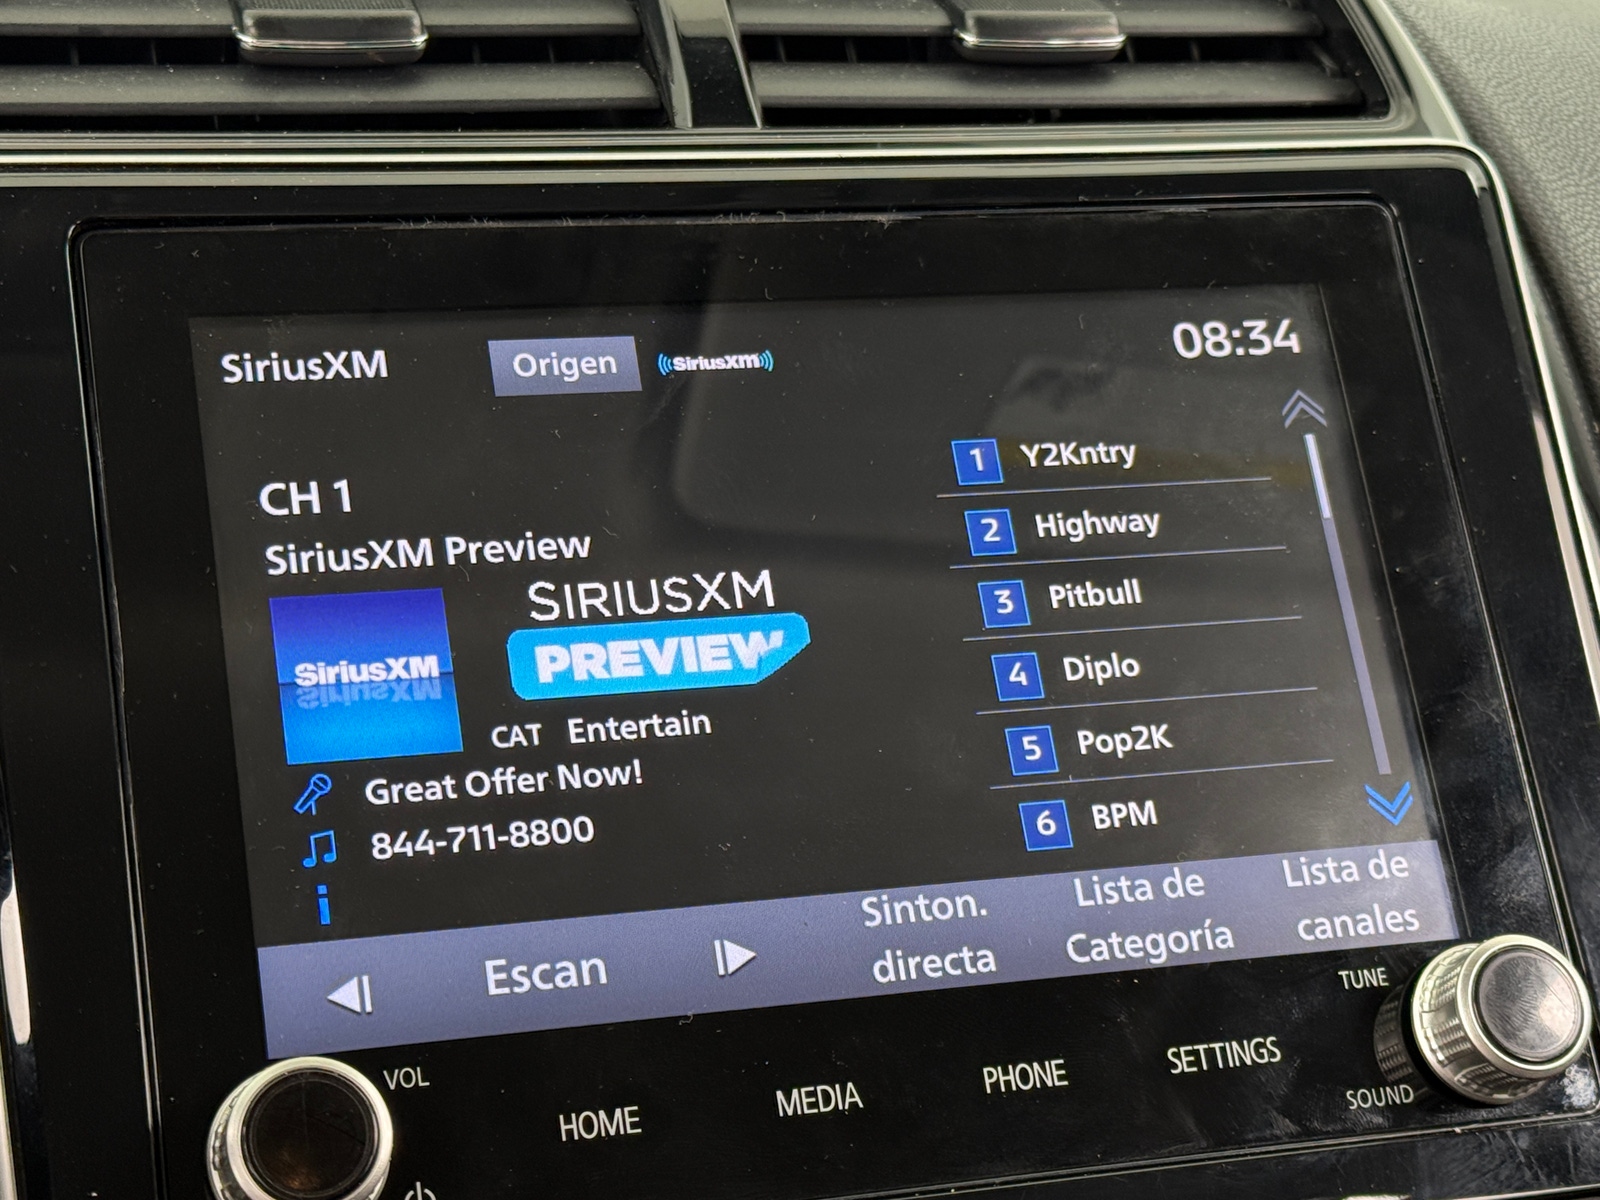 SiriusXM
Origen
SiriusXM
08:34
CH 1
SiriusXM Preview
SiriusXM
SIRIUSXM
PREVIEW
CAT Entertain
Great Offer Now!
844-711-8800
i
1 Y2Kntry
2 Highway
3 Pitbull
4 Diplo
5 Pop2K
6 BPM
Escan
Sinton.
directa
Lista de
Categoría
Lista de
canales
VOL
HOME
MEDIA
PHONE
SETTINGS
TUNE
SOUND